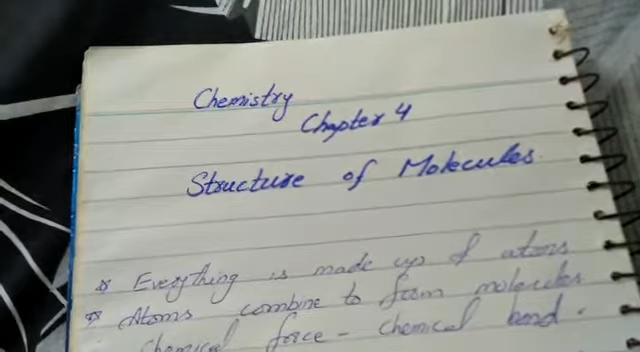 Chemistry
Chapter 4
Structure of Molecules.
* Everything is made up of atoms
* Atoms combine to form molecules
Chemical force - chemical bond.